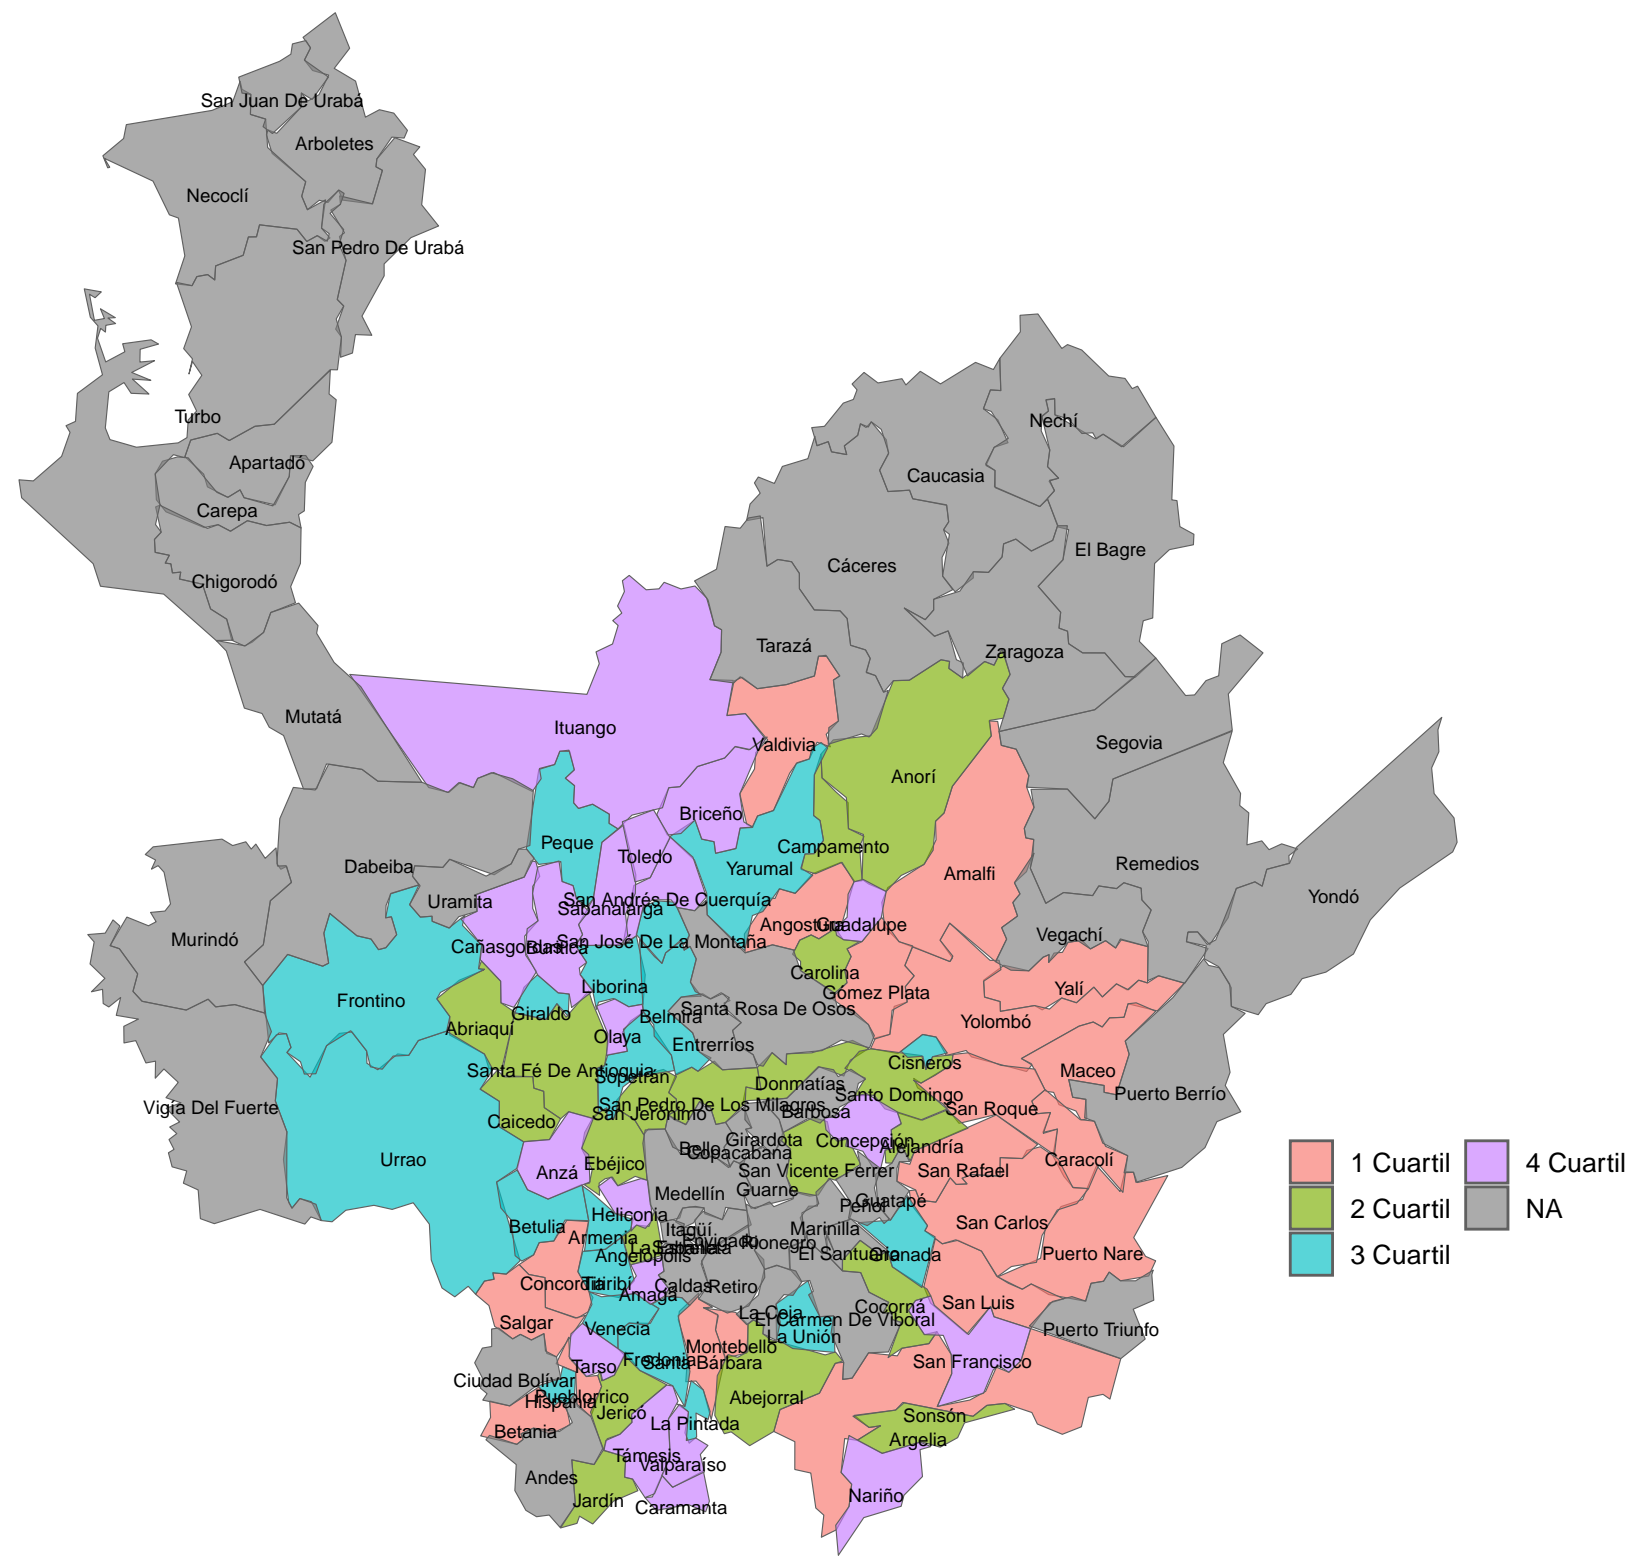 San Juan De Urabá
Arboletes
Necoclí
San Pedro De Urabá
Turbo
Apartadó
Carepa
Chigorodó
Mutatá
Nechí
Caucasia
El Bagre
Cáceres
Tarazá
Zaragoza
Ituango
Valdivia
Segovia
Anorí
Briceño
Peque
Campamento
Toledo
Dabeiba
Yarumal
Amalfi
Remedios
Yondó
Uramita
San Andrés De Cuerquía
Sabanalarga
Angostura
Guadalupe
Vegachí
Murindó
Cañasgordas
Buriticá
San José De La Montaña
Carolina
Liborina
Yalí
Gómez Plata
Frontino
Giraldo
Belmira
Santa Rosa De Osos
Yolombó
Abriaquí
Olaya
Entrerríos
Cisneros
Santa Fé De Antioquia
Sopetrán
Maceo
Donmatías
Santo Domingo
Puerto Berrío
Vigía Del Fuerte
San Pedro De Los Milagros
San Jerónimo
Barbosa
San Roque
Caicedo
Girardota
Concepción
Alejandría
Bello
Copacabana
Urrao
Ebéjico
Anzá
San Vicente Ferrer
San Rafael
Caracolí
1 Cuartil
4 Cuartil
Medellín
Guarne
Peñol
Guatapé
2 Cuartil
NA
Heliconia
Betulia
Armenia
Itagüí
Marinilla
San Carlos
La Estrella
Sabaneta
Envigado
Rionegro
Angelópolis
El Santuario
Granada
Puerto Nare
3 Cuartil
Concordia
Titiribí
Caldas
Retiro
Amagá
San Luis
Salgar
Venecia
La Ceja
El Carmen De Viboral
Cocorná
La Unión
Puerto Triunfo
Montebello
Tarso
Fredonia
Santa Bárbara
San Francisco
Ciudad Bolívar
Pueblorrico
Hispania
Abejorral
Jericó
La Pintada
Sonsón
Betania
Argelia
Támesis
Valparaíso
Andes
Jardín
Caramanta
Nariño